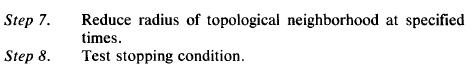 Step 7. Reduce radius of topological neighborhood at specified
times.
Step 8. Test stopping condition.